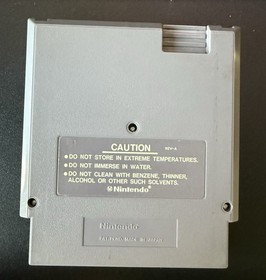 CAUTION
REV-A
•DO NOT STORE IN EXTREME TEMPERATURES.
•DO NOT IMMERSE IN WATER.
•DO NOT CLEAN WITH BENZENE, THINNER,
ALCOHOL OR OTHER SUCH SOLVENTS.
Nintendo®
Nintendo